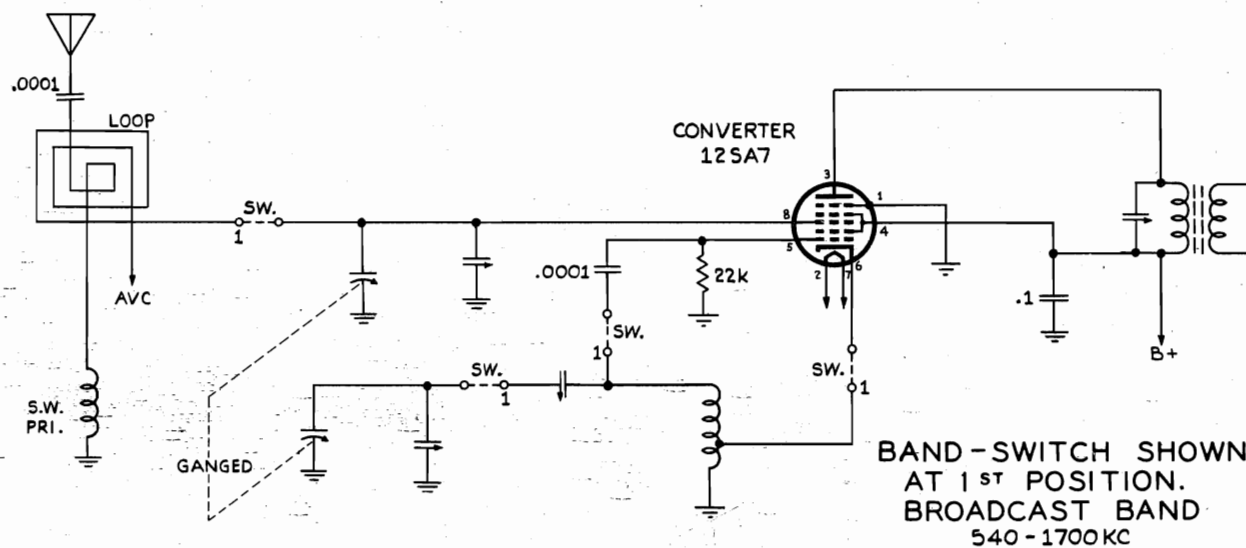 .0001
LOOP
CONVERTER
12SA7
3
1
SW.
1
8
4
5
6
2
7
.0001
22K
AVC
.1
SW.
1
SW.
1
SW.
1
B+
S.W.
PRI.
GANGED
BAND-SWITCH SHOWN
AT 1ST POSITION.
BROADCAST BAND
540-1700KC